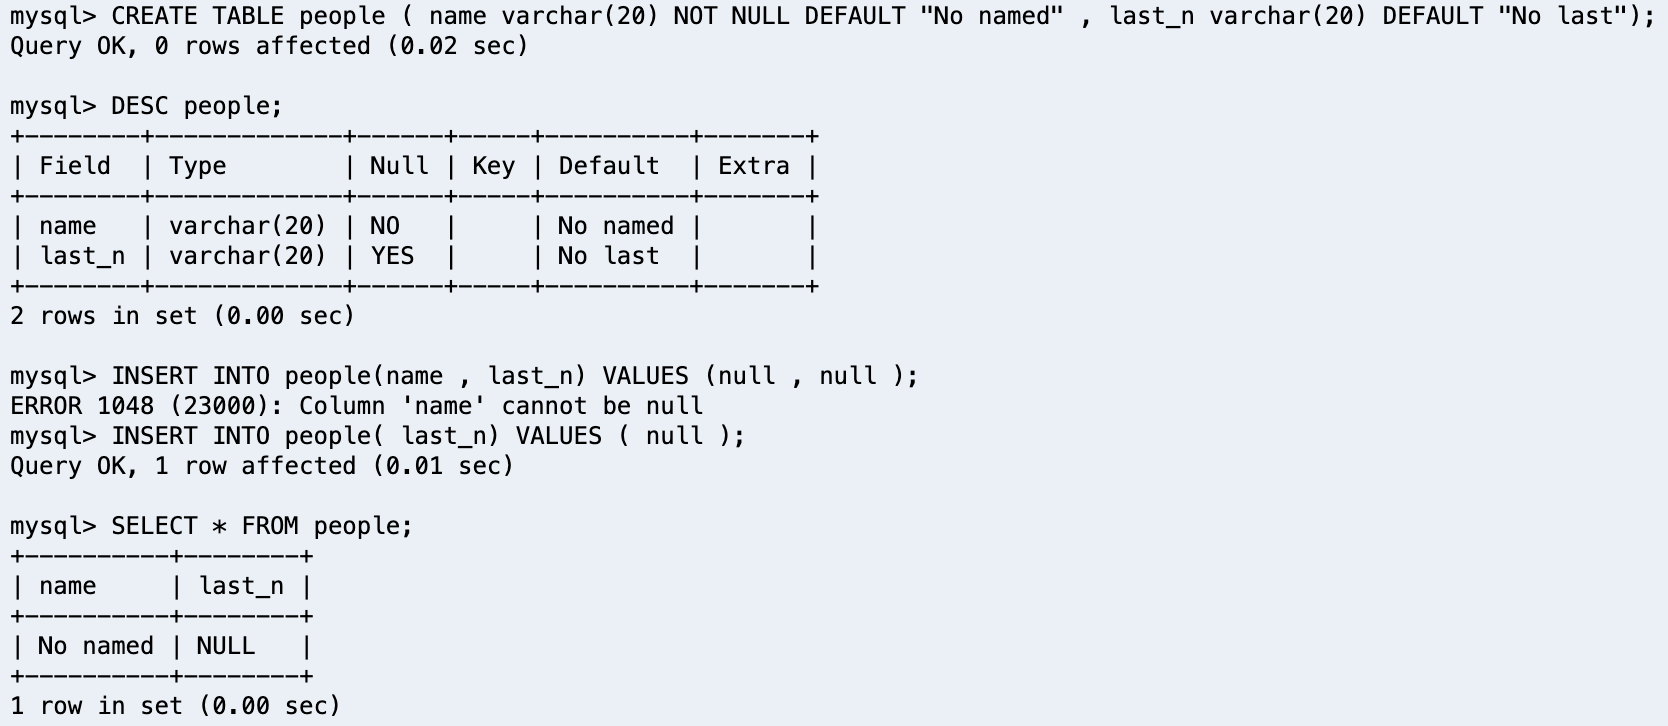 mysql> CREATE TABLE people ( name varchar(20) NOT NULL DEFAULT "No named" , last_n varchar(20) DEFAULT "No last");
Query OK, 0 rows affected (0.02 sec)

mysql> DESC people;
+--------+-------------+------+-----+----------+-------+
| Field  | Type        | Null | Key | Default  | Extra |
+--------+-------------+------+-----+----------+-------+
| name   | varchar(20) | NO   |     | No named |       |
| last_n | varchar(20) | YES  |     | No last  |       |
+--------+-------------+------+-----+----------+-------+
2 rows in set (0.00 sec)

mysql> INSERT INTO people(name , last_n) VALUES (null , null );
ERROR 1048 (23000): Column 'name' cannot be null
mysql> INSERT INTO people( last_n) VALUES ( null );
Query OK, 1 row affected (0.01 sec)

mysql> SELECT * FROM people;
+----------+--------+
| name     | last_n |
+----------+--------+
| No named | NULL   |
+----------+--------+
1 row in set (0.00 sec)